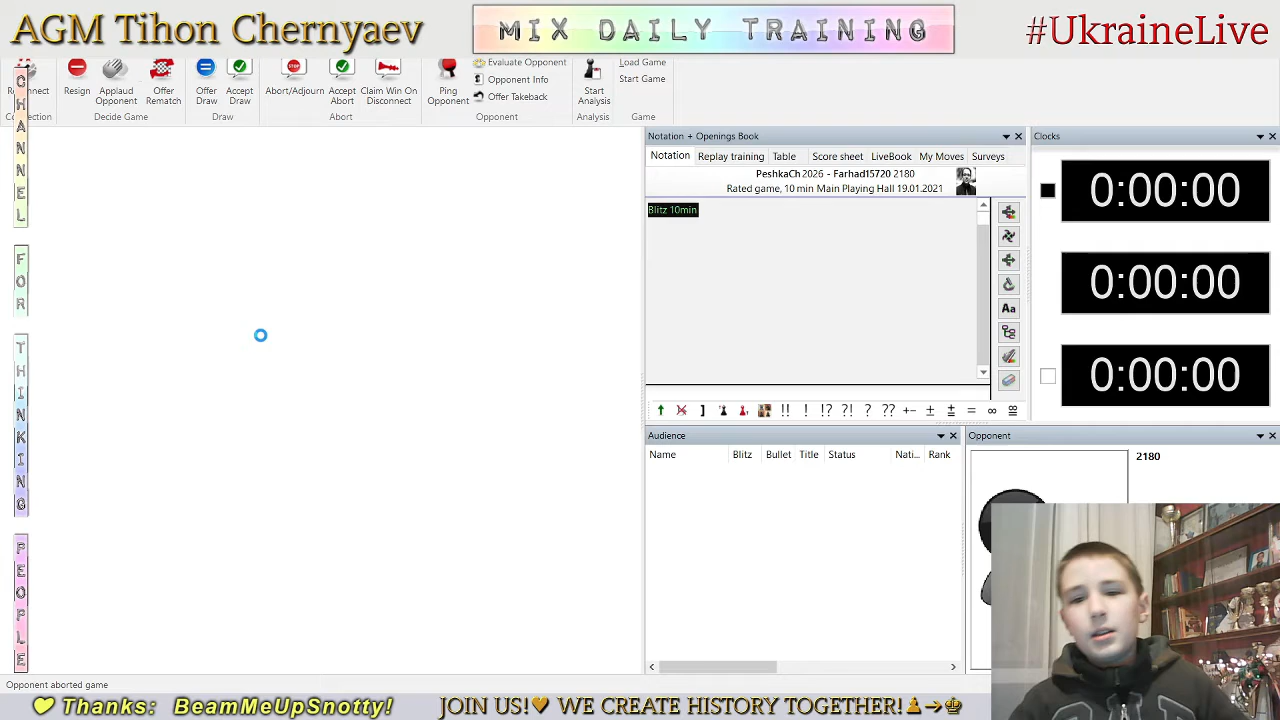 AGM Tihon Chernyaev
MIX DAILY TRAINING
#UkraineLive
Resign
Applaud Opponent
Offer Rematch
Decide Game
Offer Draw
Accept Draw
Draw
Abort/Adjourn
Accept Abort
Claim Win On Disconnect
Abort
Ping Opponent
Evaluate Opponent
Opponent Info
Offer Takeback
Opponent
Start Analysis
Analysis
Load Game
Start Game
Game
CHANNEL
FOR
THINKING
PEOPLE
Notation + Openings Book
Notation
Replay training
Table
Score sheet
LiveBook
My Moves
Surveys
PeshkaCh 2026 - Farhad15720 2180
Rated game, 10 min Main Playing Hall 19.01.2021
Blitz 10min
Aa
] !! ! !? ?! ? ?? +- ± ± = ∞
Clocks
0:00:00
0:00:00
0:00:00
Audience
Name Blitz Bullet Title Status Nati... Rank
Opponent
2180
Opponent aborted game
Thanks: BeamMeUpSnotty!
JOIN US! WE CREATE HISTORY TOGETHER!